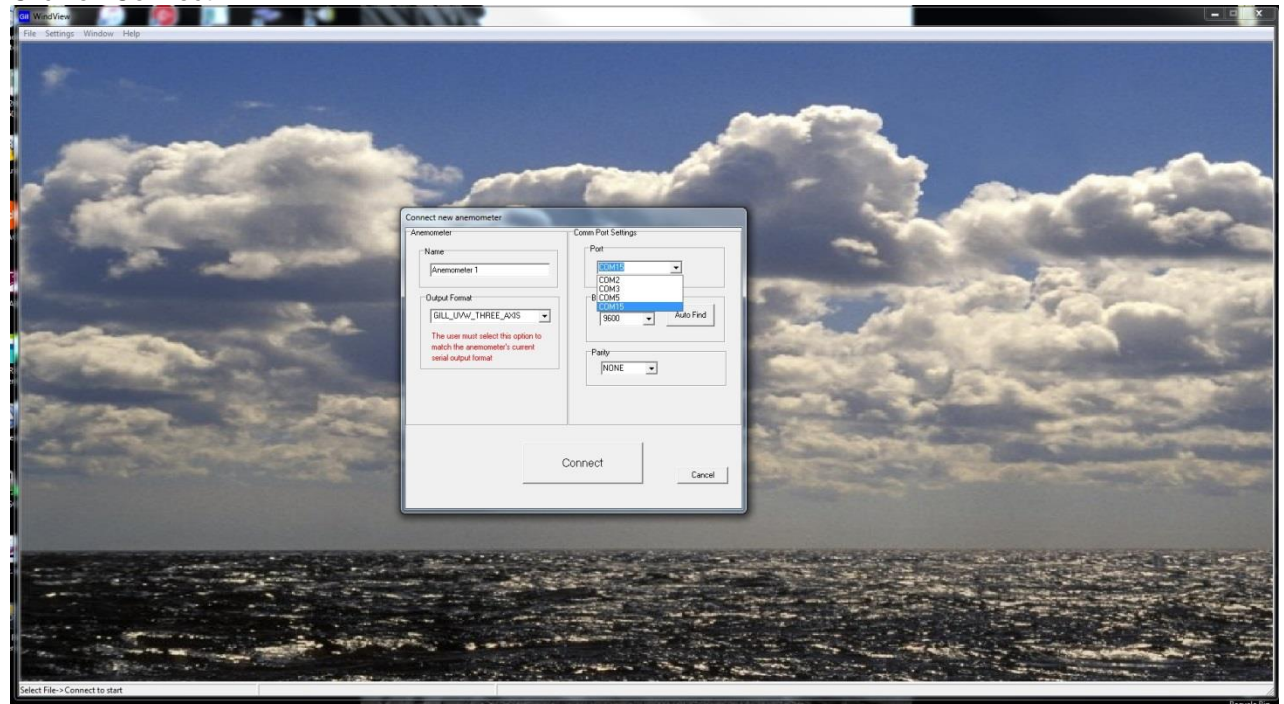 Gill WindView
File Settings Window Help
Connect new anemometer
Anemometer
Name
Anemometer 1
Output Format
GILL_UVW_THREE_AXIS
The user must select this option to
match the anemometer's current
serial output format
Comm Port Settings
Port
COM15
COM2
COM3
COM5
COM15
B
9600
Auto Find
Parity
NONE
Connect
Cancel
Select File->Connect to start